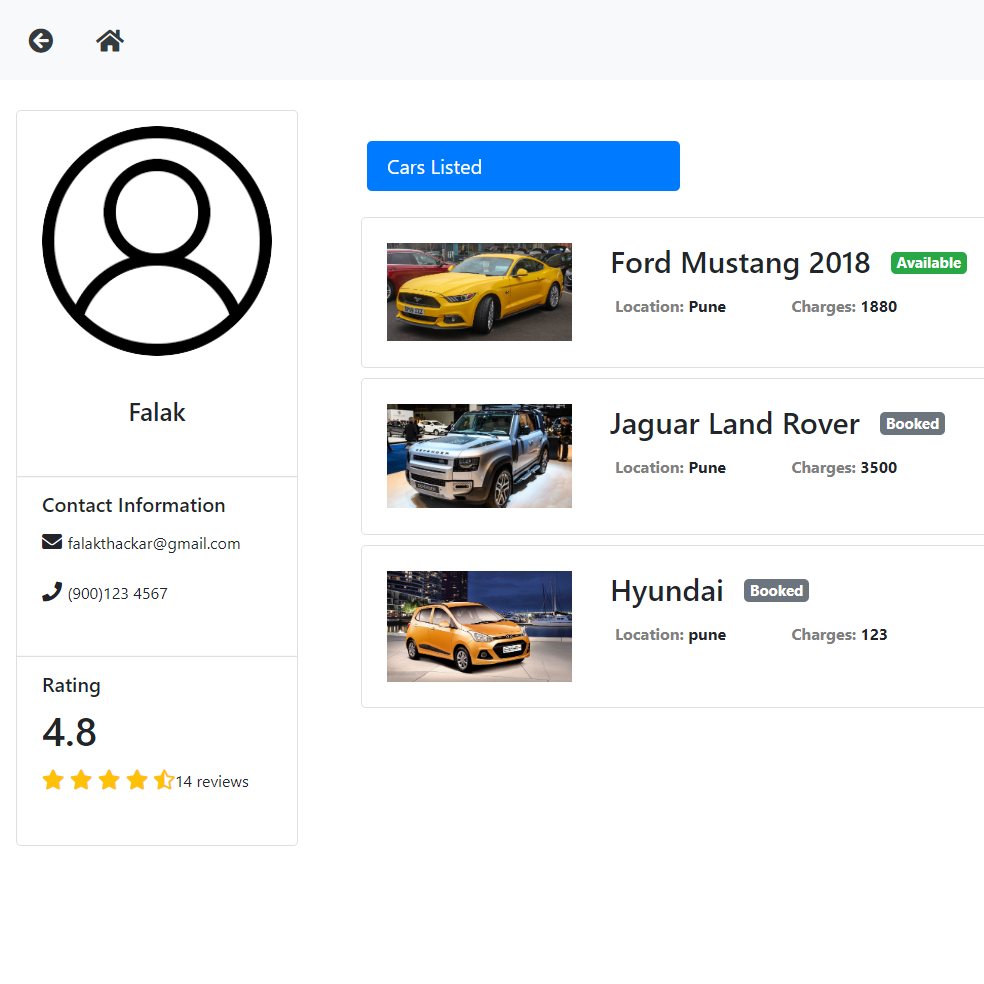 Cars Listed
Falak
Contact Information
falakthackar@gmail.com
(900)123 4567
Rating
4.8
14 reviews
Ford Mustang 2018 Available
Location: Pune Charges: 1880
Jaguar Land Rover Booked
Location: Pune Charges: 3500
Hyundai Booked
Location: pune Charges: 123